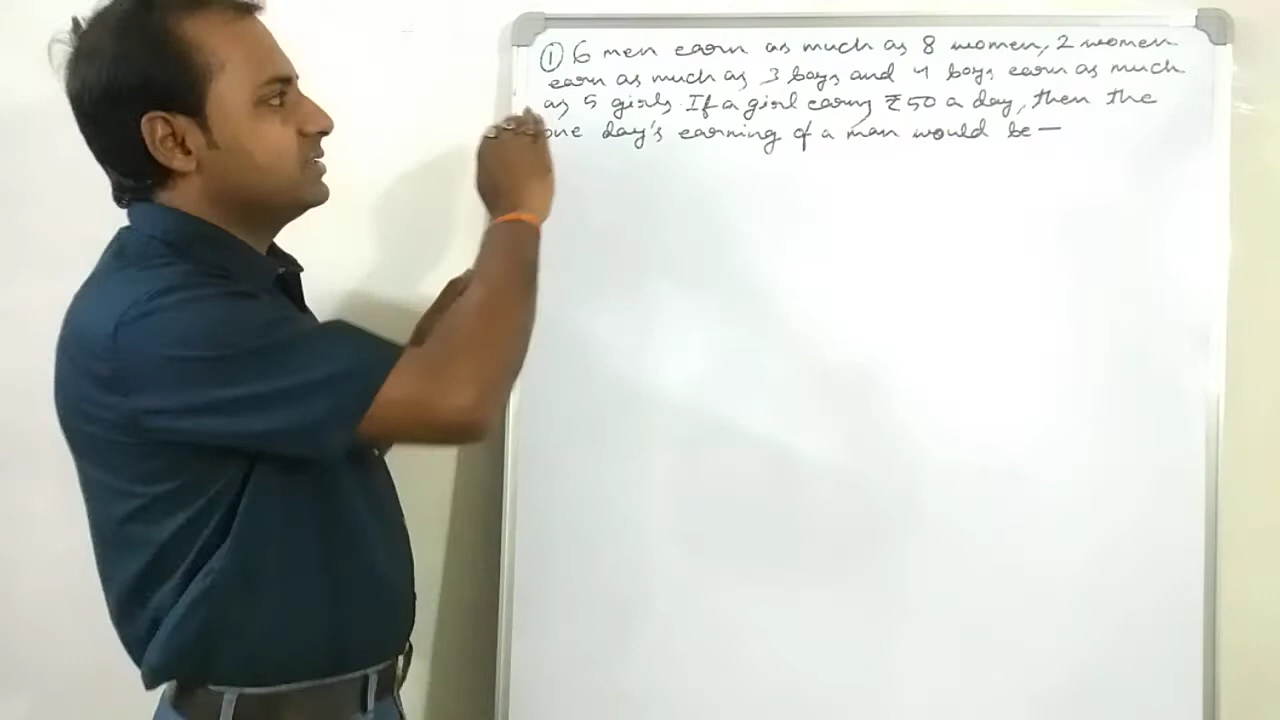 ① 6 men earn as much as 8 women, 2 women
earn as much as 3 boys and 4 boys earn as much
as 5 girls. If a girl earns ₹50 a day, then the
one day's earning of a man would be —